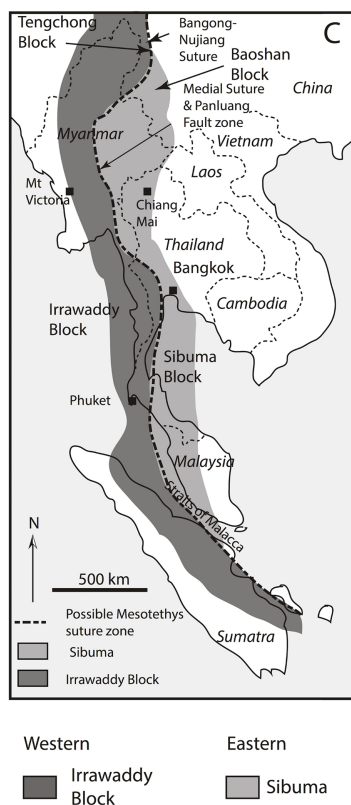 Tengchong
Block
Bangong-
Nujiang
Suture
C
Baoshan
Block
China
Medial Suture
& Panluang
Fault zone
Myanmar
Vietnam
Laos
Mt
Victoria
Chiang
Mai
Thailand
Bangkok
Irrawaddy
Block
Cambodia
Sibuma
Block
Phuket
Malaysia
Straits of Malacca
N
500 km
Possible Mesotethys
suture zone
Sibuma
Irrawaddy Block
Sumatra
Western
Eastern
Irrawaddy
Block
Sibuma